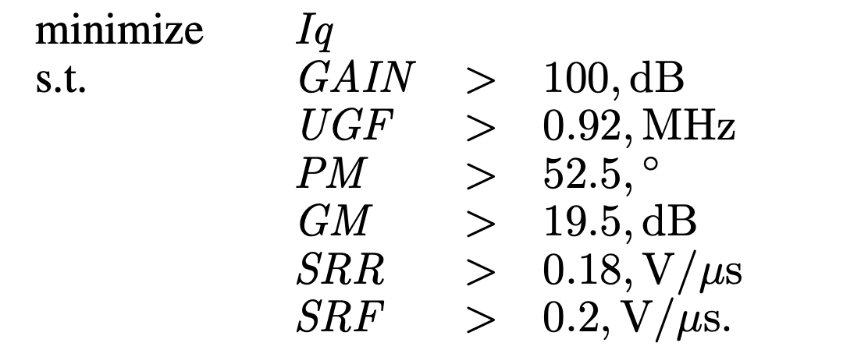 minimize Iq
s.t. GAIN > 100, dB
UGF > 0.92, MHz
PM > 52.5, °
GM > 19.5, dB
SRR > 0.18, V/μs
SRF > 0.2, V/μs.